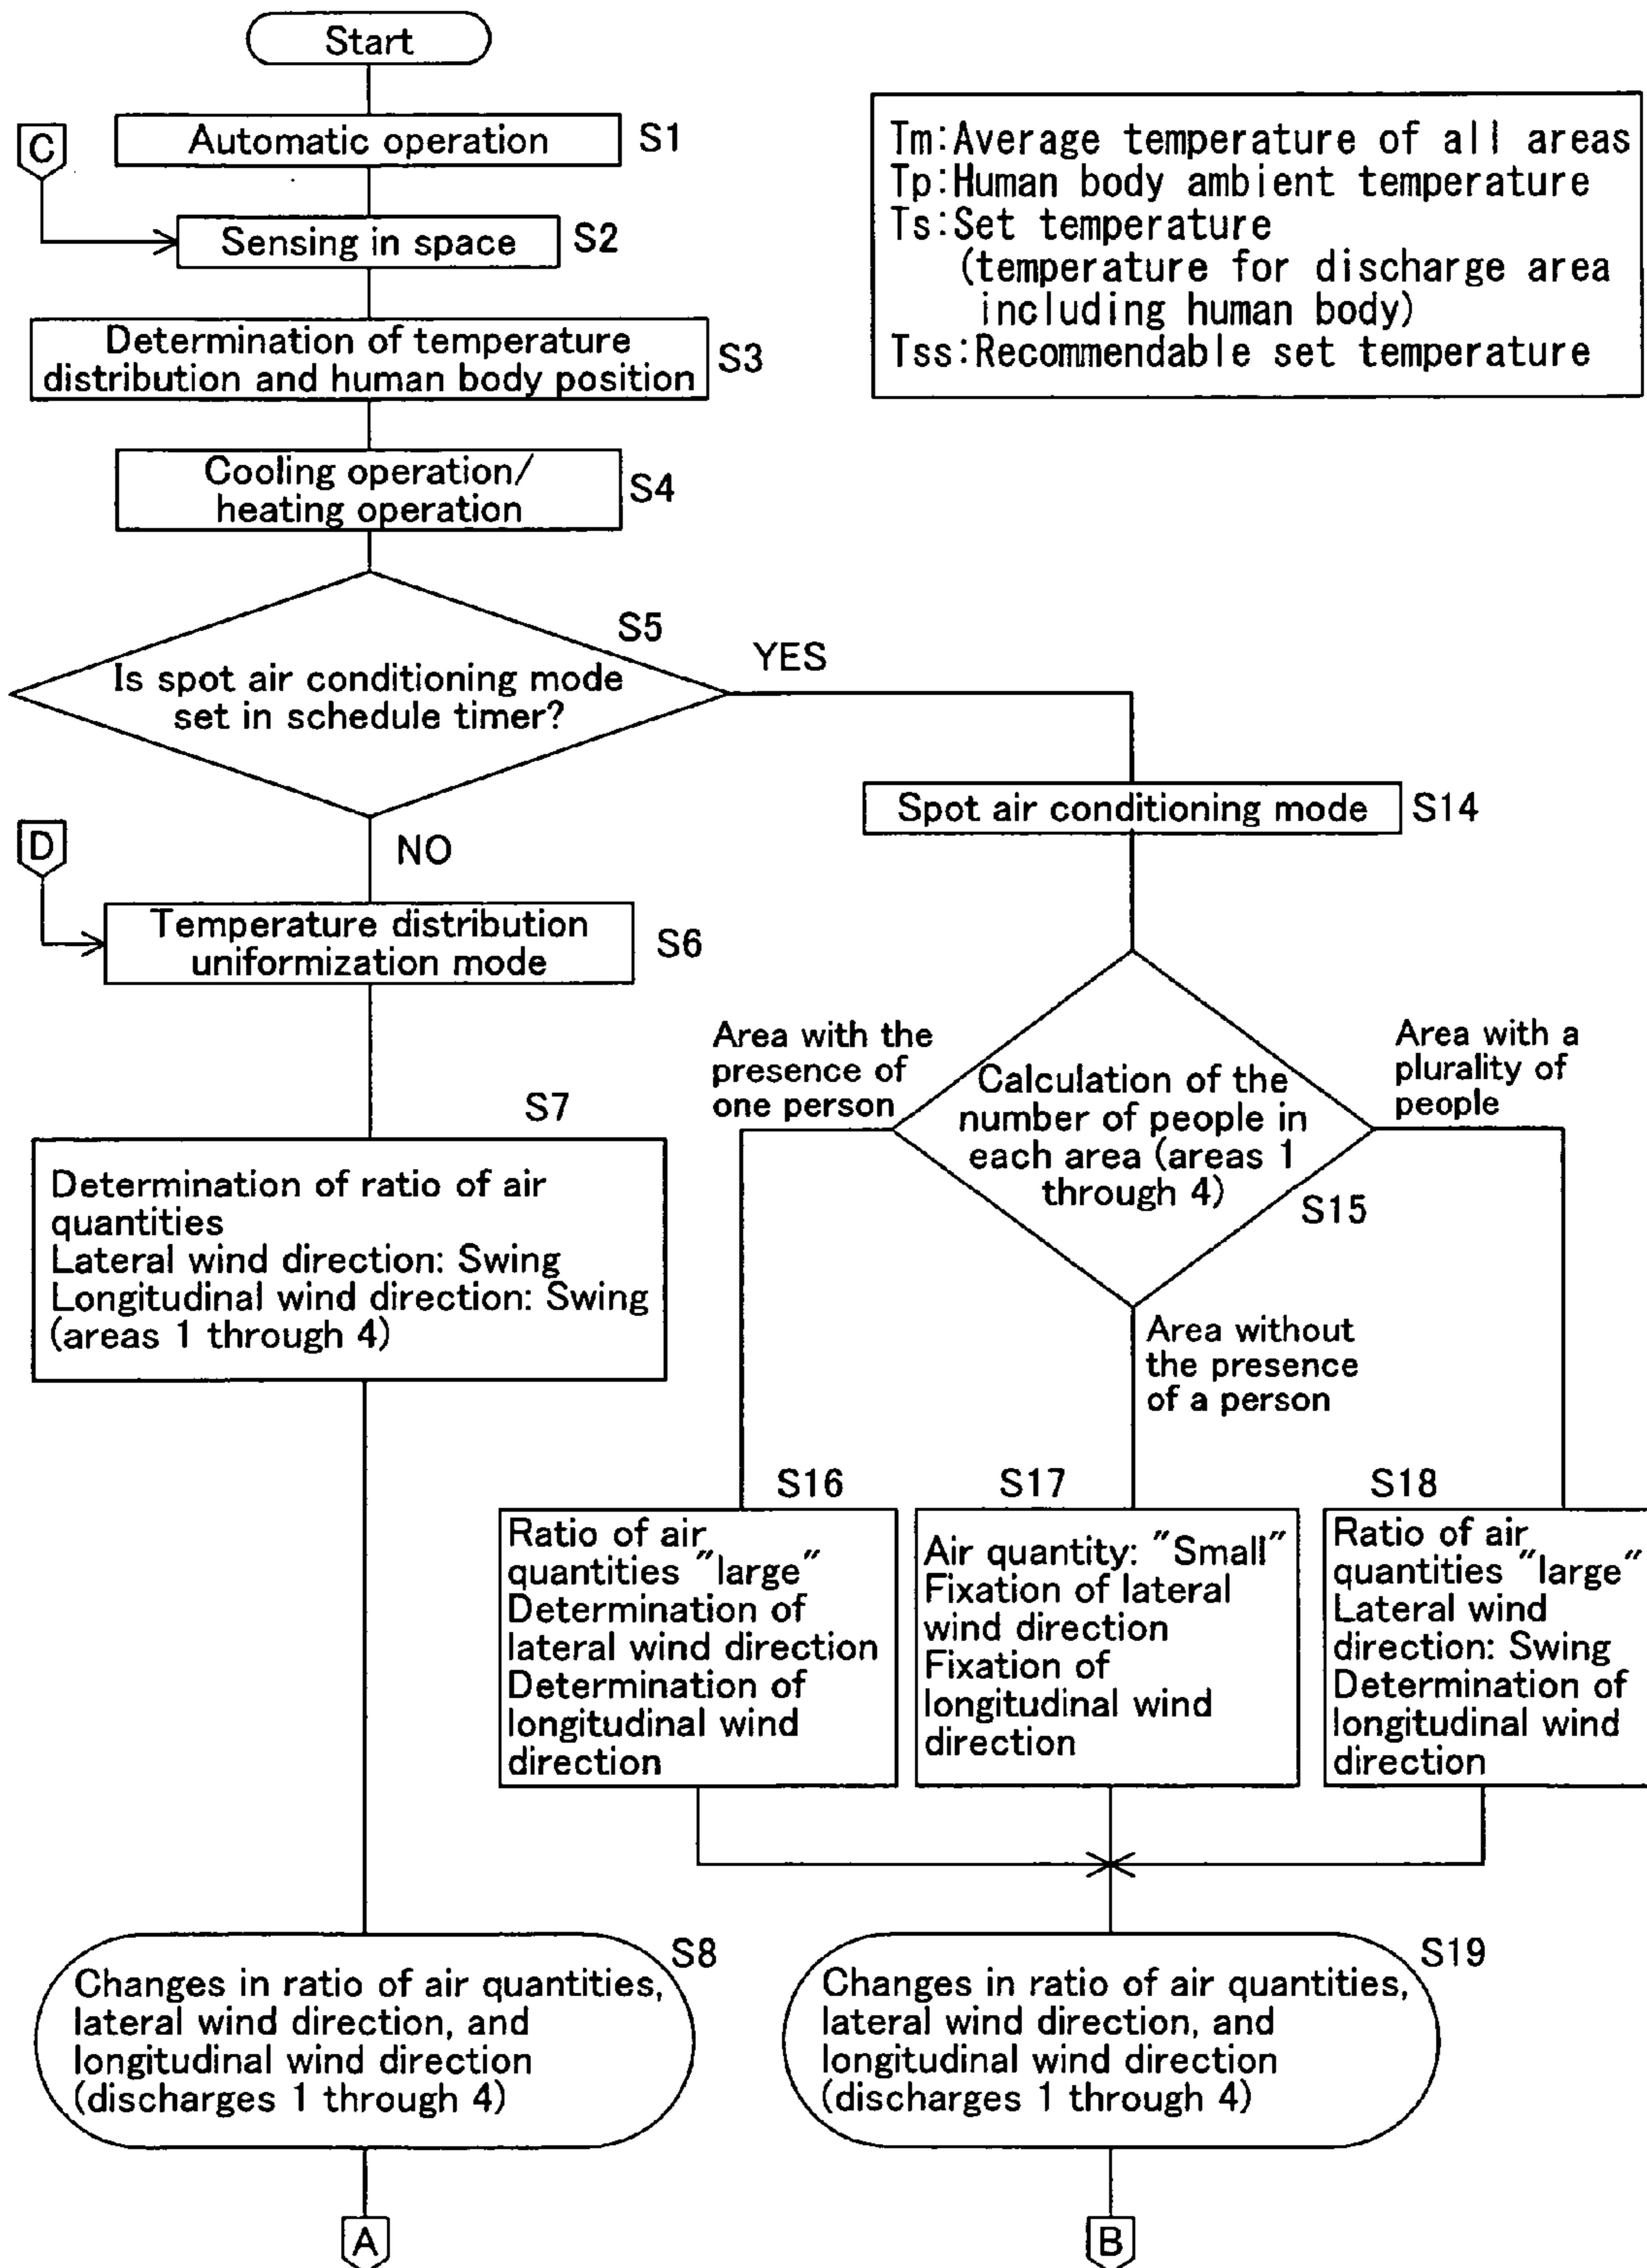 Start
Automatic operation
S1
C
Sensing in space
S2
Determination of temperature
distribution and human body position
S3
Cooling operation/
heating operation
S4
Tm:Average temperature of all areas
Tp:Human body ambient temperature
Ts:Set temperature
(temperature for discharge area
including human body)
Tss:Recommendable set temperature
S5
Is spot air conditioning mode
set in schedule timer?
YES
NO
D
Temperature distribution
uniformization mode
S6
S7
Determination of ratio of air
quantities
Lateral wind direction: Swing
Longitudinal wind direction: Swing
(areas 1 through 4)
Spot air conditioning mode
S14
Area with the
presence of
one person
Calculation of the
number of people in
each area (areas 1
through 4)
S15
Area with a
plurality of
people
Area without
the presence
of a person
S16
Ratio of air
quantities "large"
Determination of
lateral wind direction
Determination of
longitudinal wind
direction
S17
Air quantity: "Small"
Fixation of lateral
wind direction
Fixation of
longitudinal wind
direction
S18
Ratio of air
quantities "large"
Lateral wind
direction: Swing
Determination of
longitudinal wind
direction
S8
Changes in ratio of air quantities,
lateral wind direction, and
longitudinal wind direction
(discharges 1 through 4)
A
S19
Changes in ratio of air quantities,
lateral wind direction, and
longitudinal wind direction
(discharges 1 through 4)
B